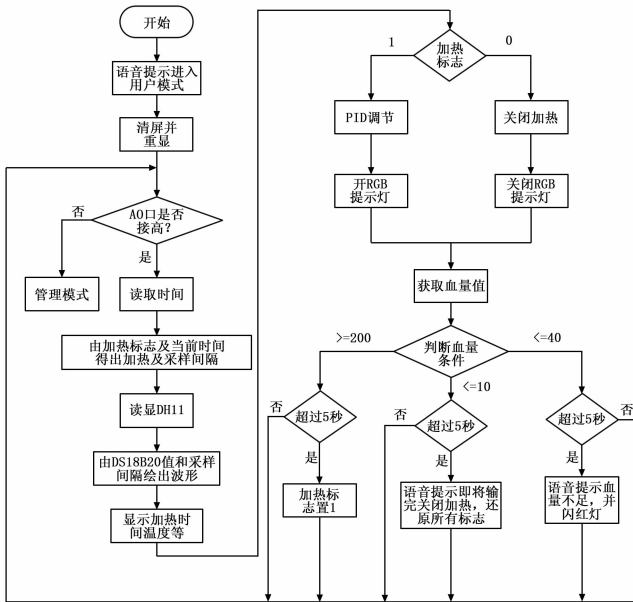 开始
语音提示进入
用户模式
清屏并
重显
AO口是否
接高?
否
是
管理模式
读取时间
由加热标志及当前时间
得出加热及采样间隔
读显DH11
由DS18B20值和采样
间隔绘出波形
显示加热时
间温度等
加热
标志
1
0
PID调节
关闭加热
开RGB
提示灯
关闭RGB
提示灯
获取血量值
判断血量
条件
>=200
<=10
<=40
超过5秒
否
是
加热标
志置1
超过5秒
否
是
语音提示即将输
完关闭加热,还
原所有标志
超过5秒
否
是
语音提示血
量不足,并
闪红灯